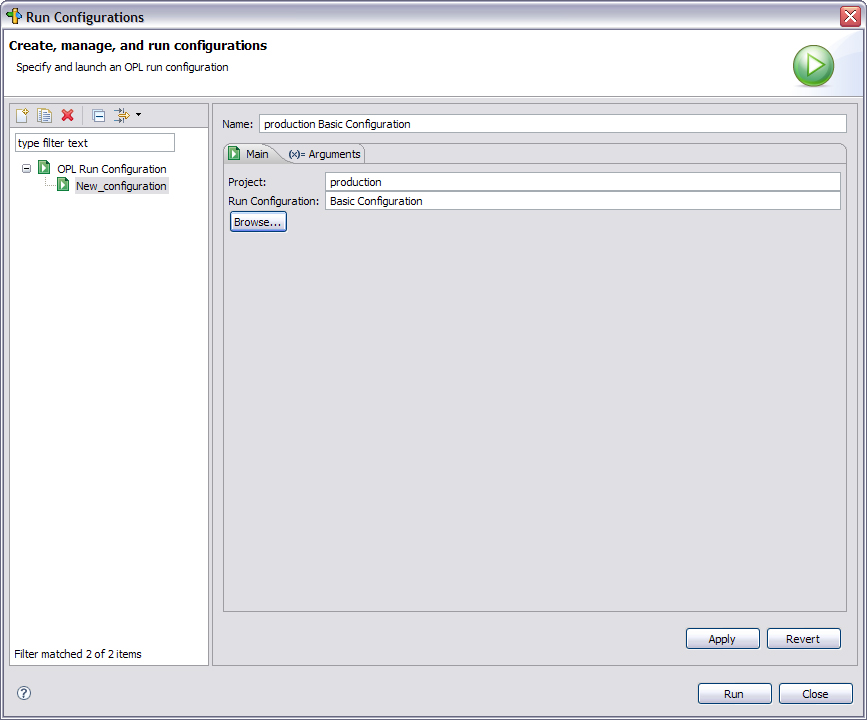 Run Configurations
Create, manage, and run configurations
Specify and launch an OPL run configuration
type filter text
OPL Run Configuration
New_configuration
Filter matched 2 of 2 items
Name: production Basic Configuration
Main (x)= Arguments
Project: production
Run Configuration: Basic Configuration
Browse...
Apply Revert
? Run Close